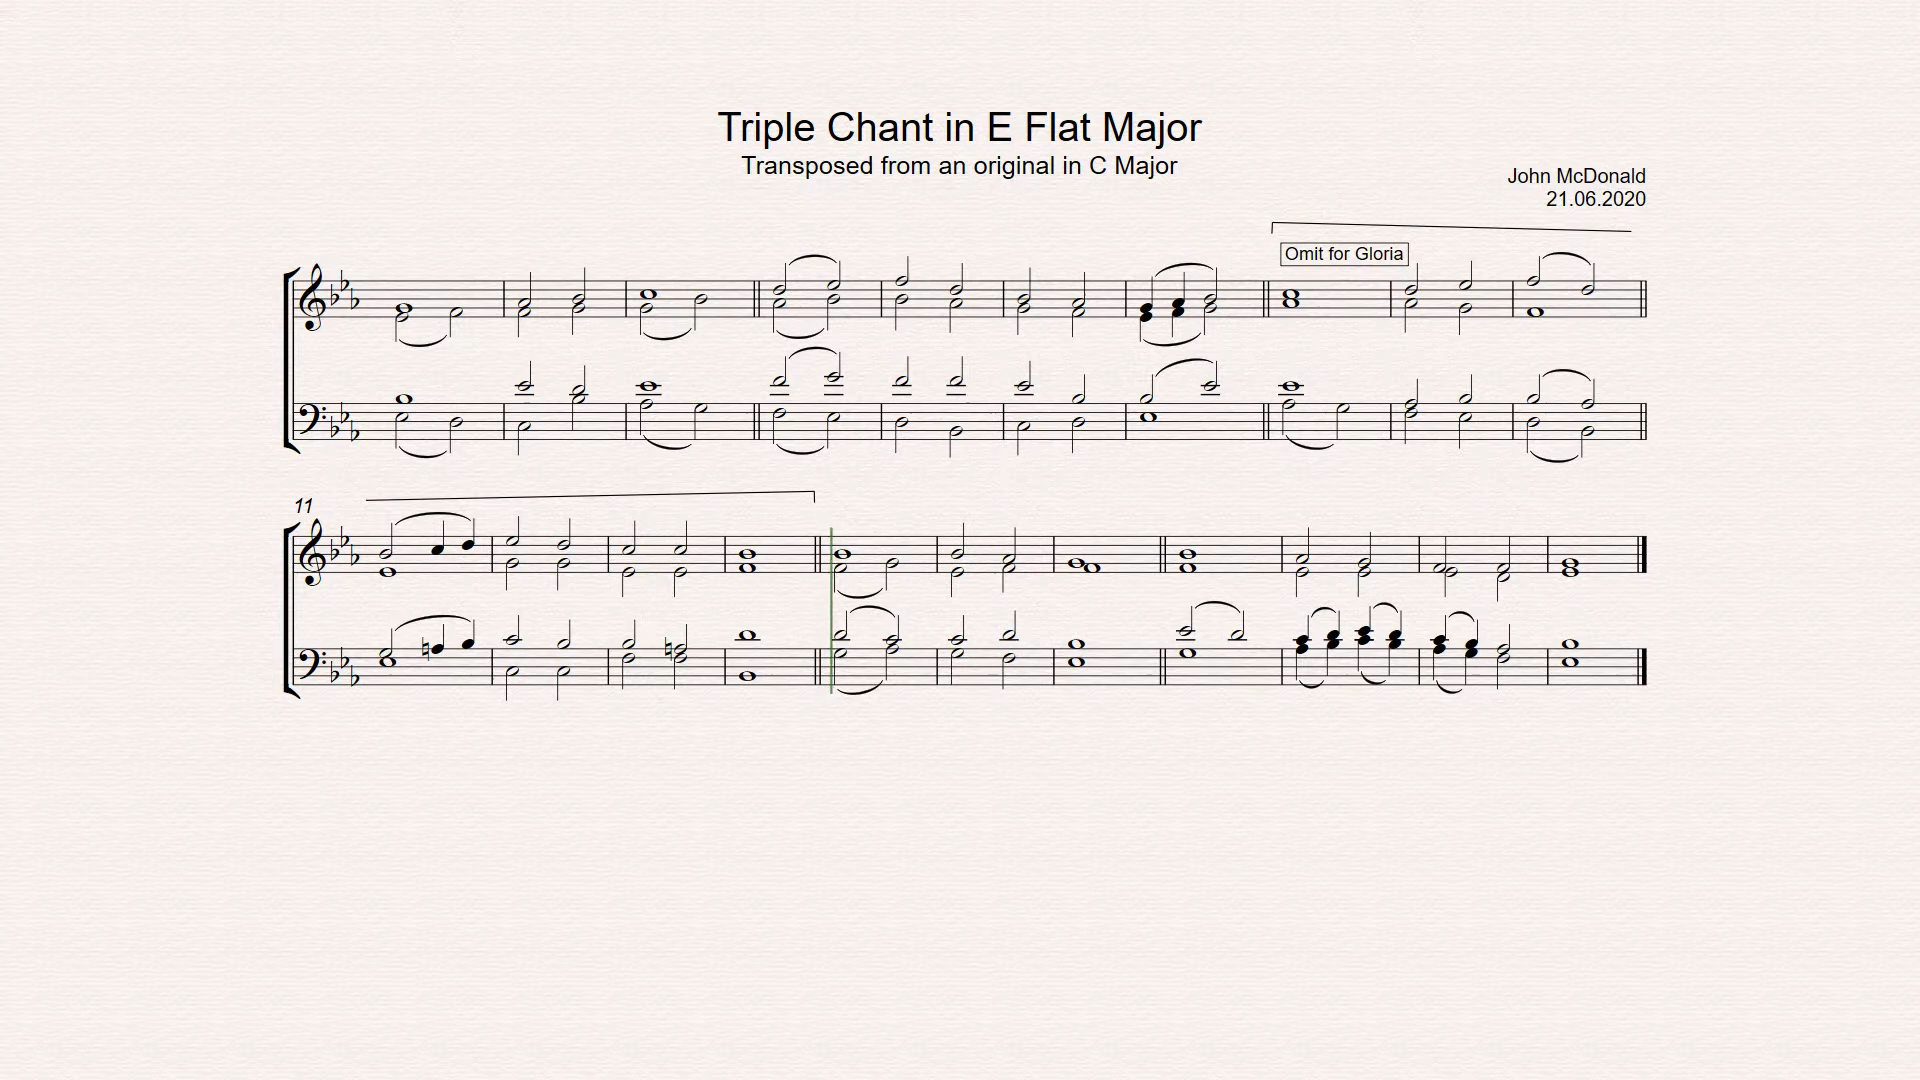 Triple Chant in E Flat Major
Transposed from an original in C Major
John McDonald
21.06.2020
Omit for Gloria
11